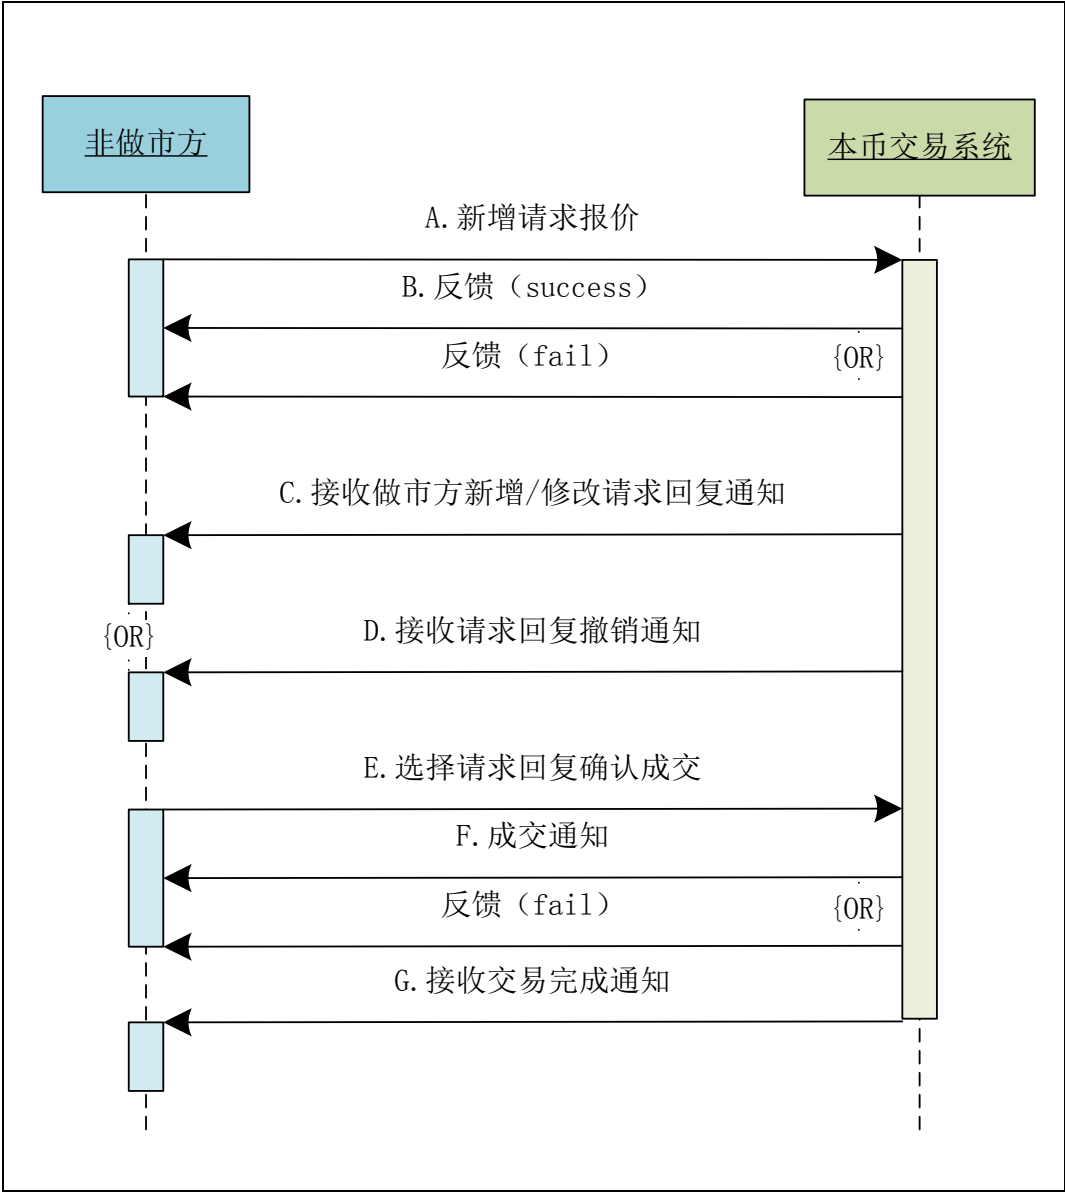 非做市方
本币交易系统
A.新增请求报价
B.反馈（success）
反馈（fail）
{OR}
C.接收做市方新增/修改请求回复通知
{OR}
D.接收请求回复撤销通知
E.选择请求回复确认成交
F.成交通知
反馈（fail）
{OR}
G.接收交易完成通知